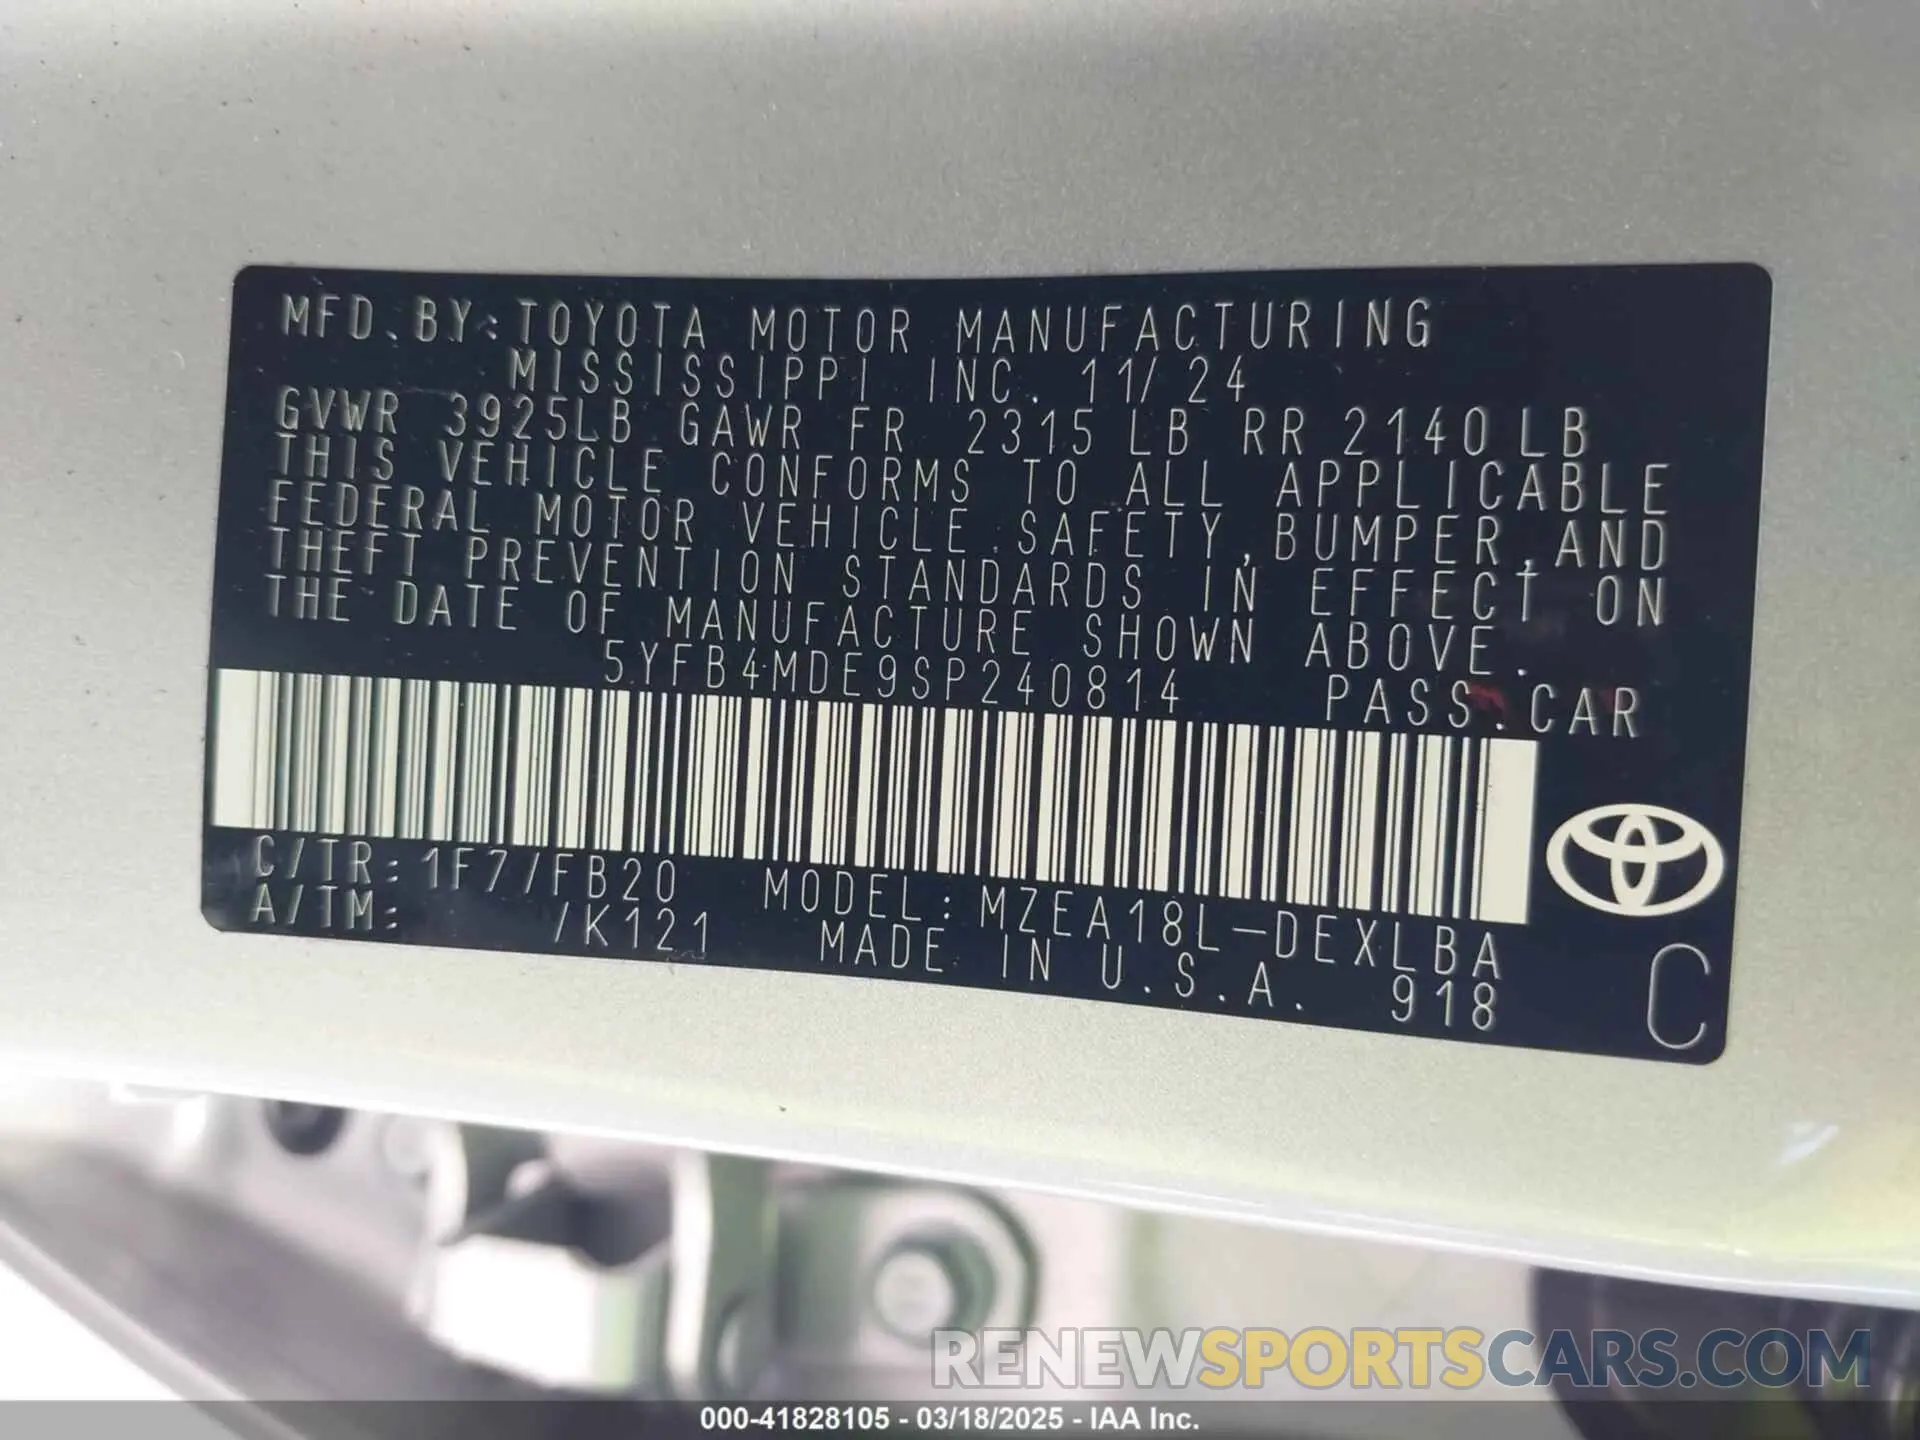 MFD. BY: TOYOTA MOTOR MANUFACTURING
MISSISSIPPI INC. 11/24
GVWR 3925LB GAWR FR 2315 LB RR 2140LB
THIS VEHICLE CONFORMS TO ALL APPLICABLE
FEDERAL MOTOR VEHICLE SAFETY, BUMPER, AND
THEFT PREVENTION STANDARDS IN EFFECT ON
THE DATE OF MANUFACTURE SHOWN ABOVE.
5YFB4MDE9SP240814 PASS. CAR
C/TR: 1F7/FB20 MODEL: MZEA18L-DEXLBA
A/TM: /K121 MADE IN U.S.A. 918
C
RENEWSPORTSCARS.COM
000-41828105 - 03/18/2025 - IAA Inc.